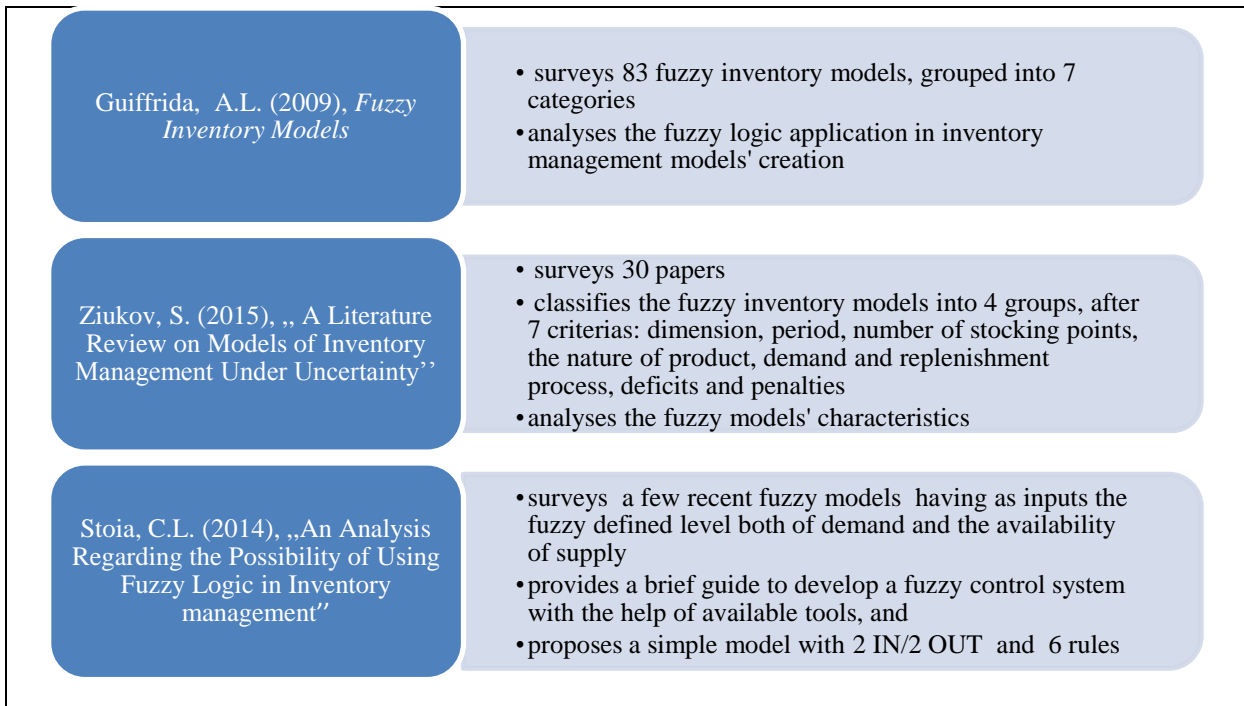 Guiffrida, A.L. (2009), Fuzzy
Inventory Models
• surveys 83 fuzzy inventory models, grouped into 7
categories
• analyses the fuzzy logic application in inventory
management models' creation
Ziukov, S. (2015), ,, A Literature
Review on Models of Inventory
Management Under Uncertainty’’
• surveys 30 papers
• classifies the fuzzy inventory models into 4 groups, after
7 criterias: dimension, period, number of stocking points,
the nature of product, demand and replenishment
process, deficits and penalties
• analyses the fuzzy models' characteristics
Stoia, C.L. (2014), ,,An Analysis
Regarding the Possibility of Using
Fuzzy Logic in Inventory
management”
• surveys a few recent fuzzy models having as inputs the
fuzzy defined level both of demand and the availability
of supply
• provides a brief guide to develop a fuzzy control system
with the help of available tools, and
• proposes a simple model with 2 IN/2 OUT and 6 rules